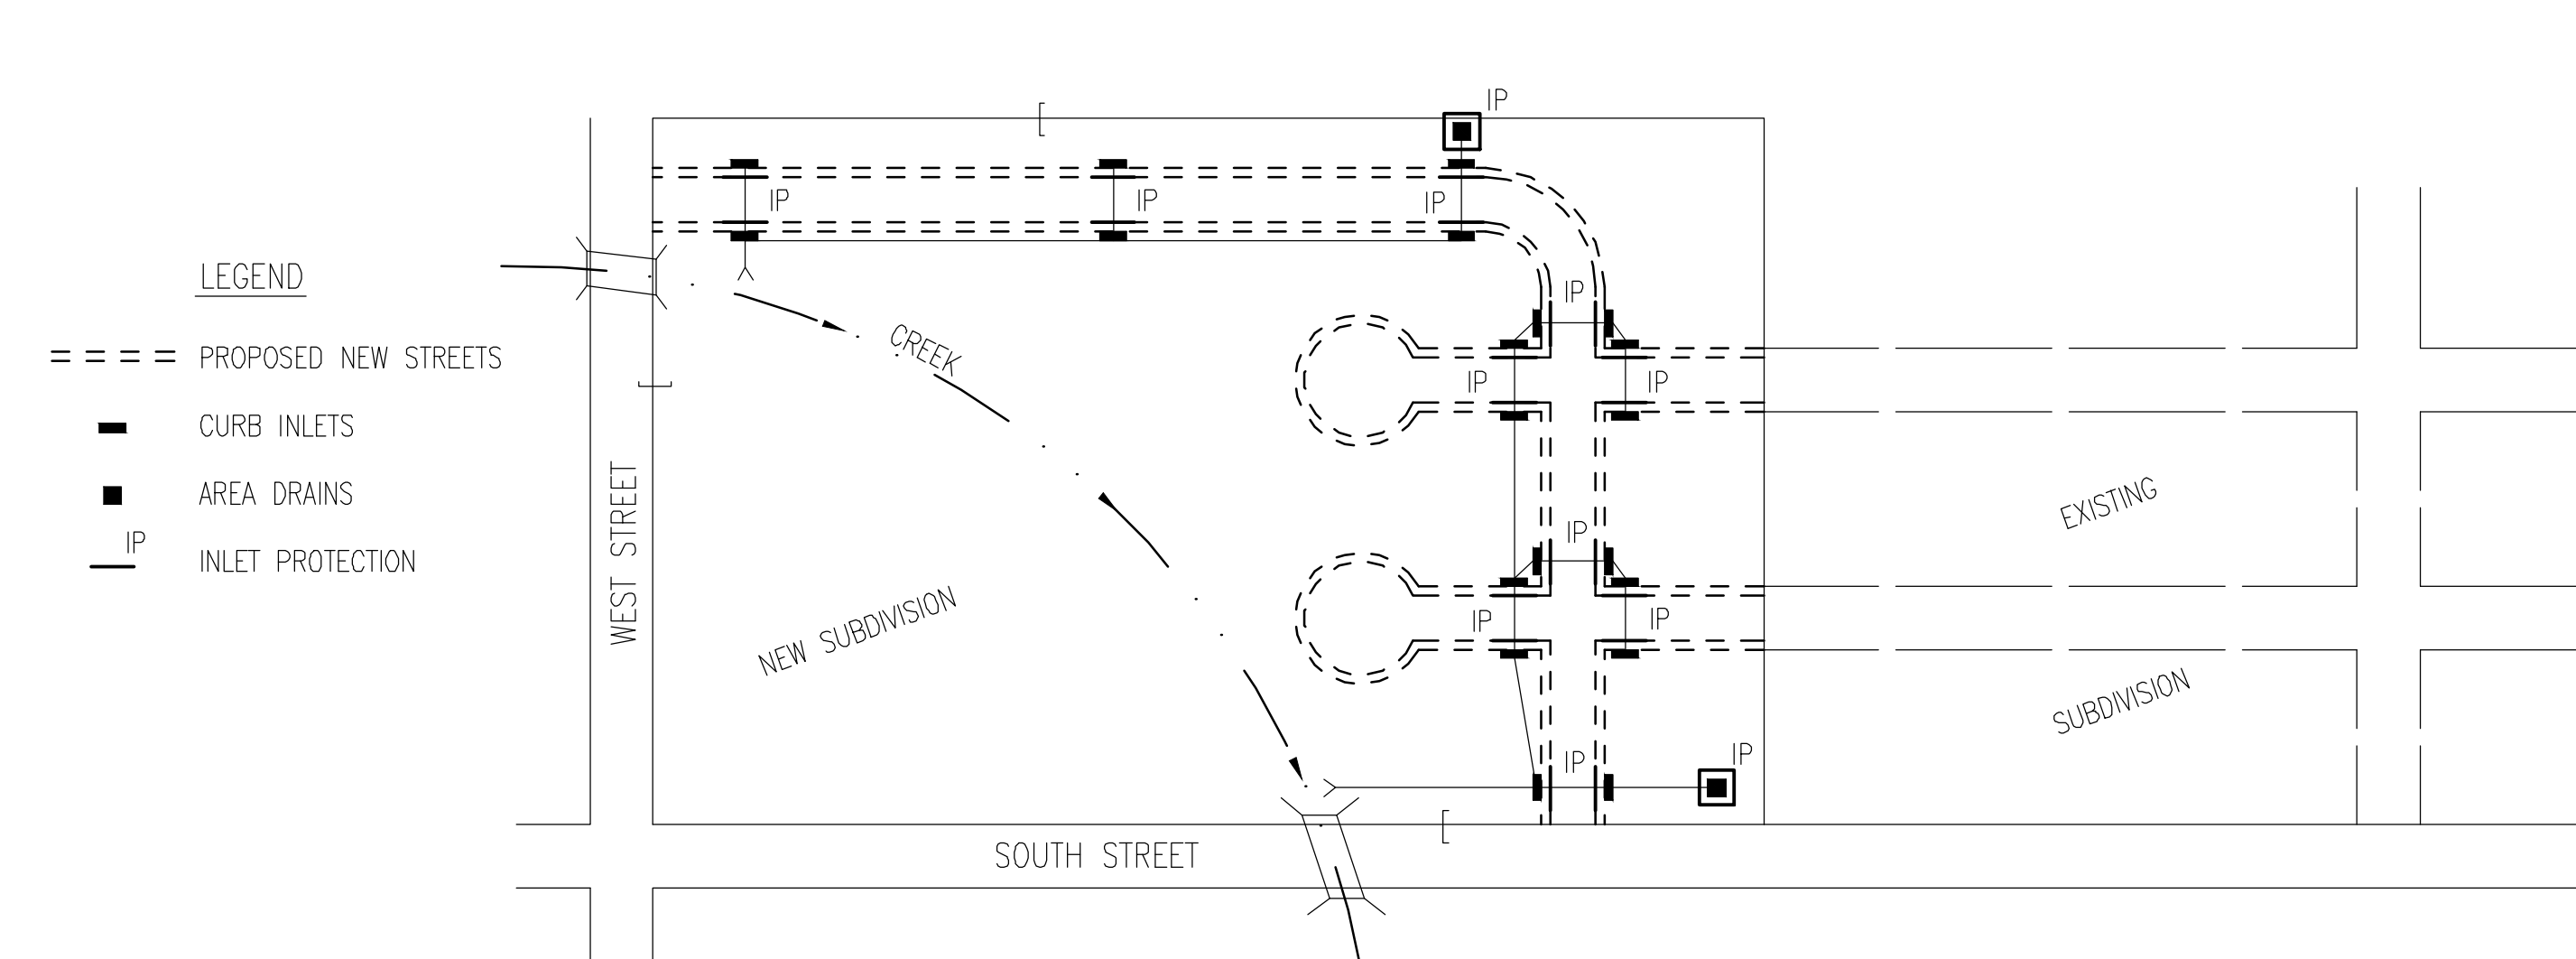 LEGEND
PROPOSED NEW STREETS
CURB INLETS
AREA DRAINS
IP
INLET PROTECTION
WEST STREET
IP
IP
IP
IP
CREEK
IP
IP
IP
NEW SUBDIVISION
IP
IP
IP
IP
IP
SOUTH STREET
EXISTING
SUBDIVISION